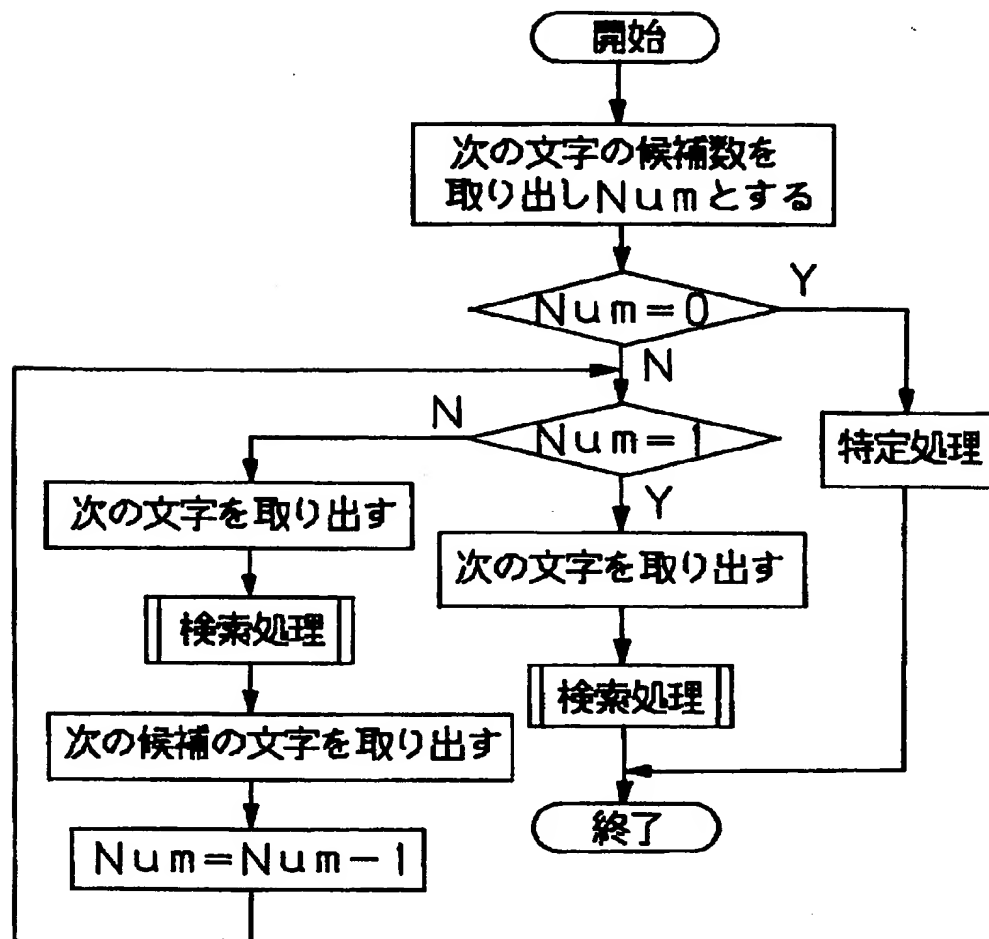 開始
次の文字の候補数を
取り出しNumとする
Num=0
Y
N
Num=1
N
Y
特定処理
次の文字を取り出す
検索処理
次の候補の文字を取り出す
Num=Num-1
次の文字を取り出す
検索処理
終了